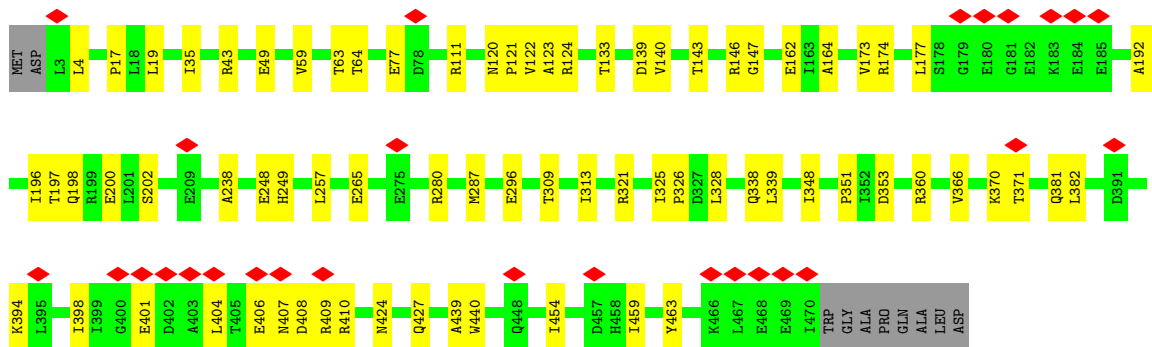 MET ASP L3 L4 P17 L18 L19 I35 R43 E49 V59 T63 T64 E77 D78 R111 N120 P121 V122 A123 R124 T133 D139 V140 T143 R146 G147 E162 I163 A164 V173 R174 L177 S178 G179 E180 G181 E182 K183 E184 E185 A192
I196 T197 Q198 R199 E200 L201 S202 E209 A238 E248 H249 L257 E265 E275 R280 M287 E296 T309 I313 R321 I325 P326 D327 L328 Q338 L339 I348 P351 I352 D353 R360 V366 K370 T371 Q381 L382 D391
K394 L395 I398 I399 G400 E401 D402 A403 L404 T405 E406 N407 D408 R409 R410 N424 Q427 A439 W440 Q448 I454 D457 H458 I459 Y463 K466 L467 E468 E469 I470 TRP GLY ALA PRO GLN ALA LEU ASP